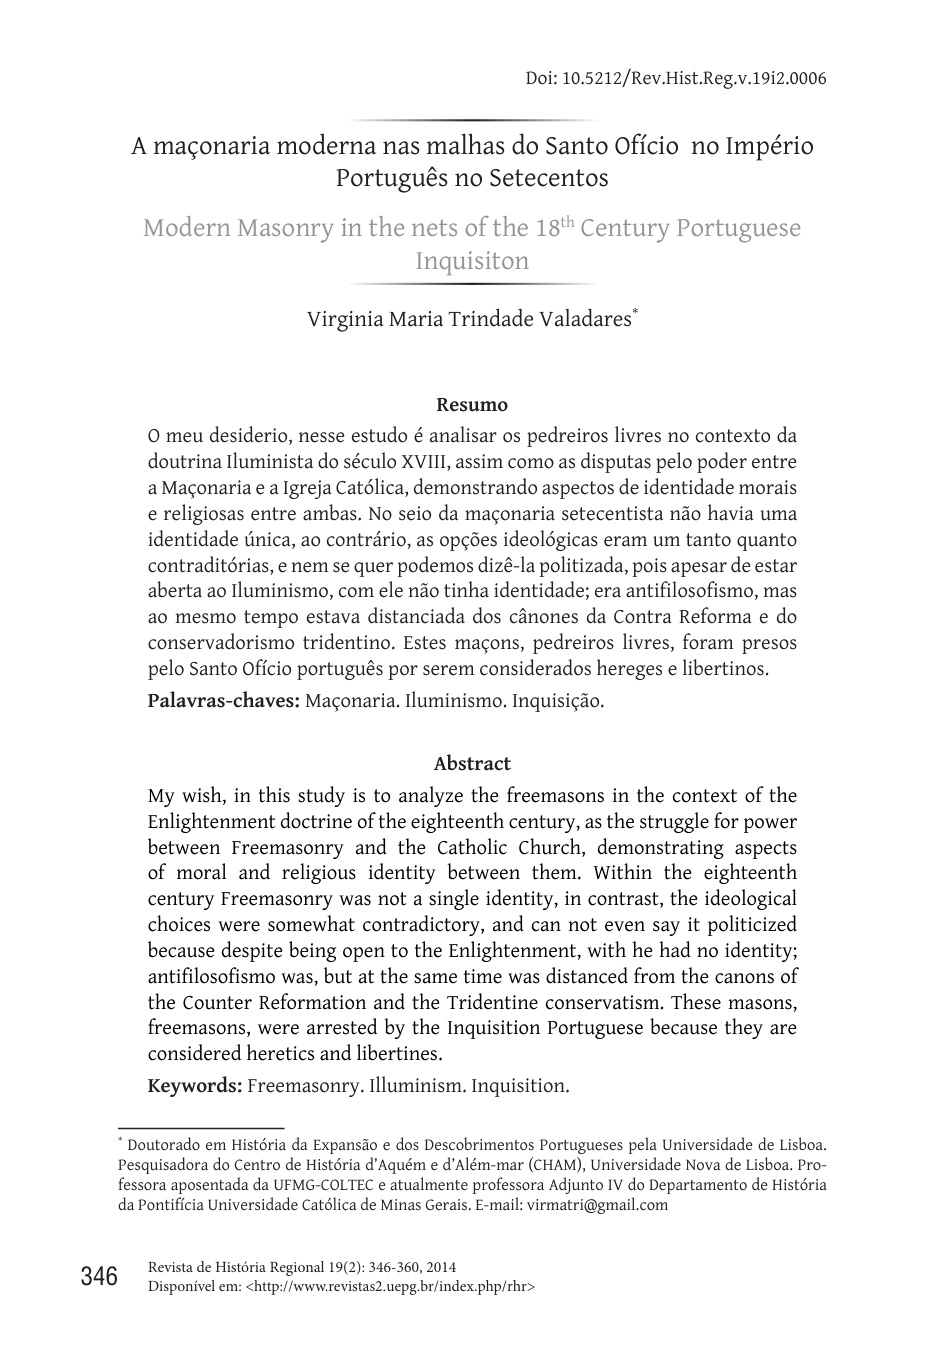 Doi: 10.5212/Rev.Hist.Reg.v.19i2.0006
A maçonaria moderna nas malhas do Santo Ofício no Império
Português no Setecentos
Modern Masonry in the nets of the 18th Century Portuguese
Inquisiton
Virginia Maria Trindade Valadares*
Resumo
O meu desiderio, nesse estudo é analisar os pedreiros livres no contexto da
doutrina Iluminista do século XVIII, assim como as disputas pelo poder entre
a Maçonaria e a Igreja Católica, demonstrando aspectos de identidade morais
e religiosas entre ambas. No seio da maçonaria setecentista não havia uma
identidade única, ao contrário, as opções ideológicas eram um tanto quanto
contraditórias, e nem se quer podemos dizê-la politizada, pois apesar de estar
aberta ao Iluminismo, com ele não tinha identidade; era antifilosofismo, mas
ao mesmo tempo estava distanciada dos cânones da Contra Reforma e do
conservadorismo tridentino. Estes maçons, pedreiros livres, foram presos
pelo Santo Ofício português por serem considerados hereges e libertinos.
Palavras-chaves: Maçonaria. Iluminismo. Inquisição.
Abstract
My wish, in this study is to analyze the freemasons in the context of the
Enlightenment doctrine of the eighteenth century, as the struggle for power
between Freemasonry and the Catholic Church, demonstrating aspects
of moral and religious identity between them. Within the eighteenth
century Freemasonry was not a single identity, in contrast, the ideological
choices were somewhat contradictory, and can not even say it politicized
because despite being open to the Enlightenment, with he had no identity;
antifilosofismo was, but at the same time was distanced from the canons of
the Counter Reformation and the Tridentine conservatism. These masons,
freemasons, were arrested by the Inquisition Portuguese because they are
considered heretics and libertines.
Keywords: Freemasonry. Illuminism. Inquisition.
* Doutorado em História da Expansão e dos Descobrimentos Portugueses pela Universidade de Lisboa.
Pesquisadora do Centro de História d'Aquém e d'Além-mar (CHAM), Universidade Nova de Lisboa. Pro-
fessora aposentada da UFMG-COLTEC e atualmente professora Adjunto IV do Departamento de História
da Pontifícia Universidade Católica de Minas Gerais. E-mail: virmatri@gmail.com
346
Revista de História Regional 19(2): 346-360, 2014
Disponível em: <http://www.revistas2.uepg.br/index.php/rhr>